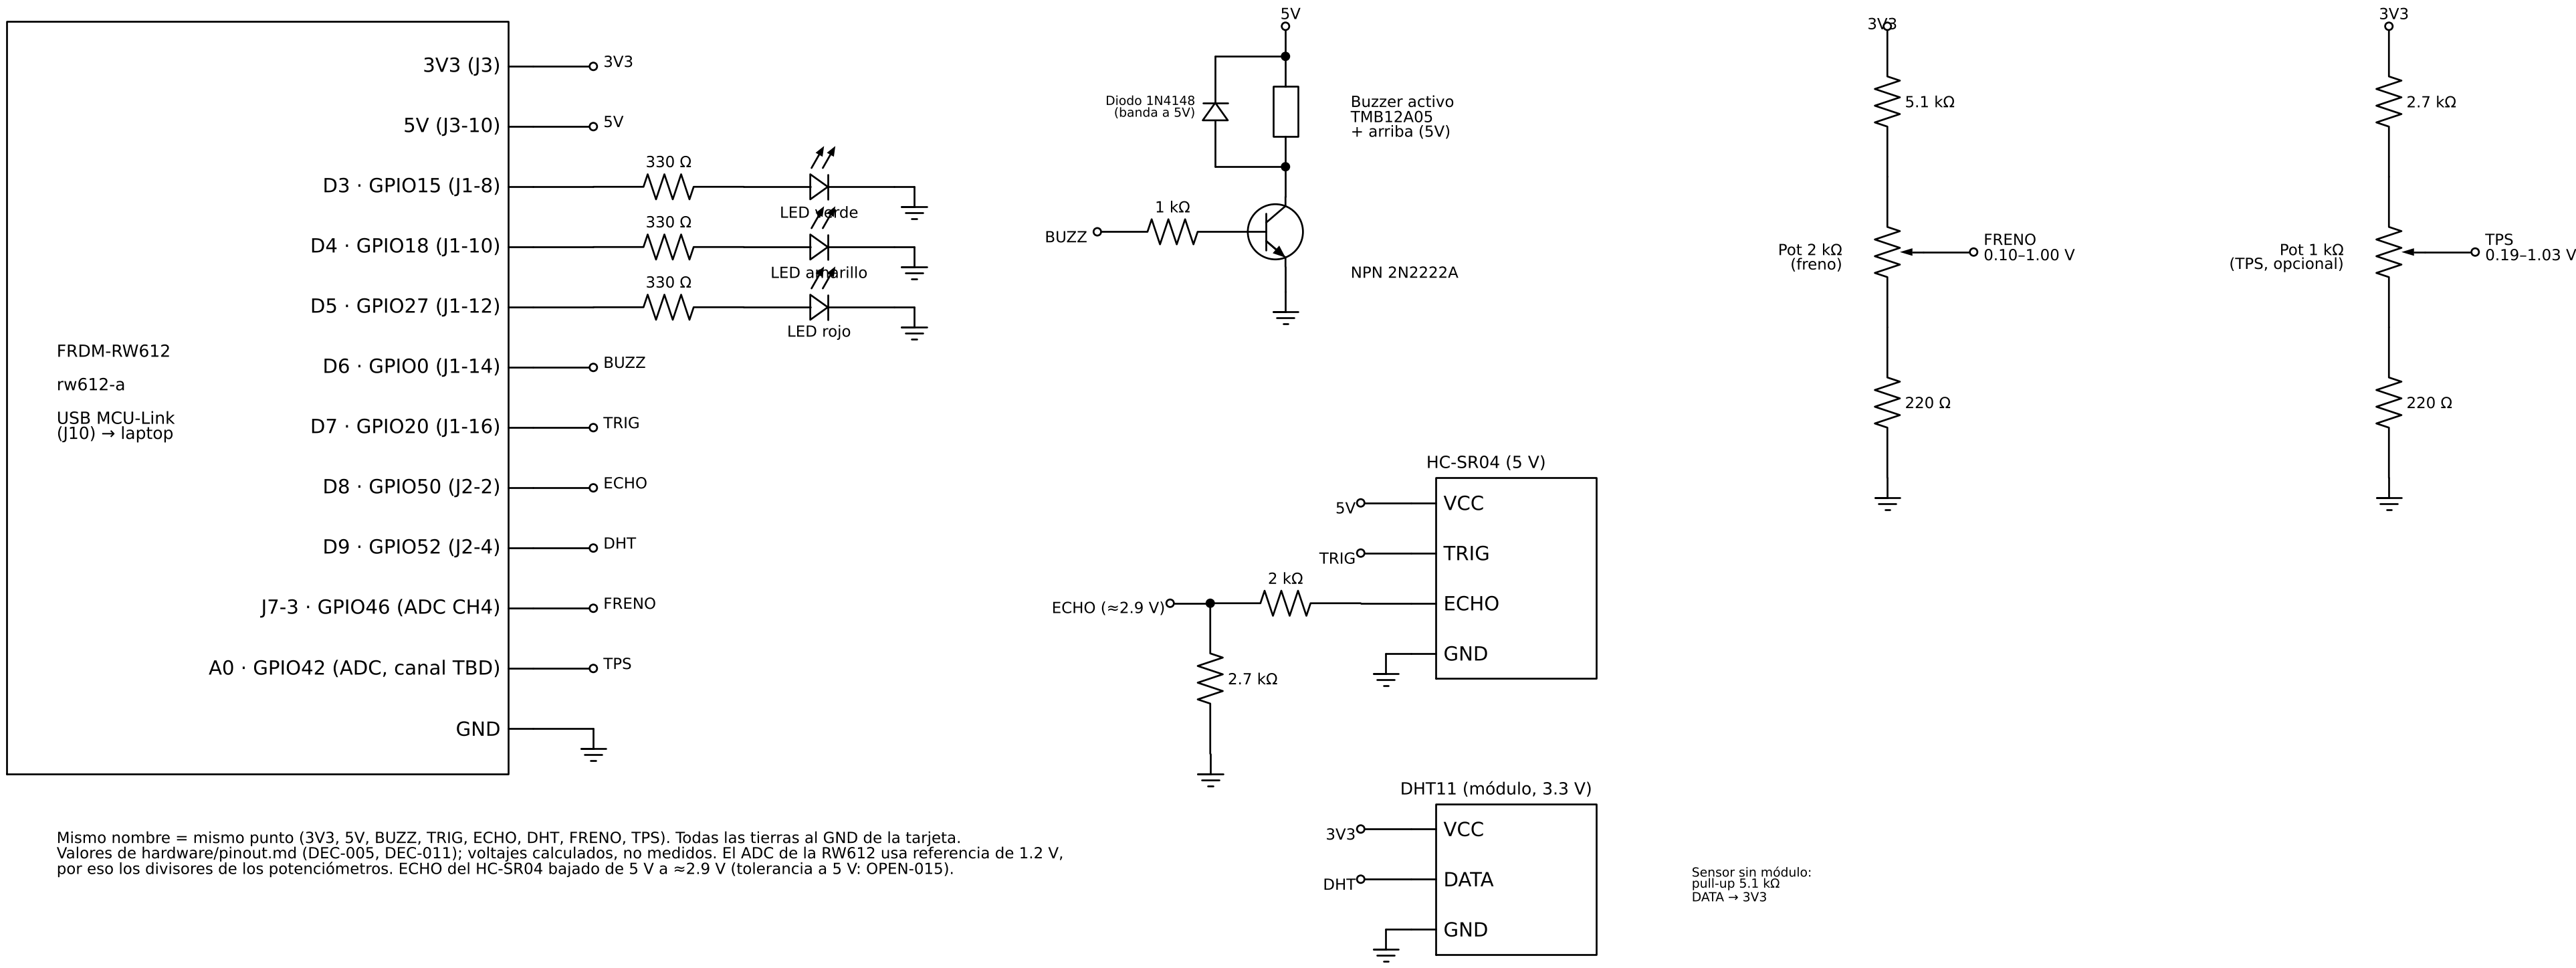 3V3 (J3)
3V3
5V (J3-10)
5V
D3 · GPIO15 (J1-8)
330 Ω
LED verde
D4 · GPIO18 (J1-10)
330 Ω
LED amarillo
D5 · GPIO27 (J1-12)
330 Ω
LED rojo
FRDM-RW612
rw612-a
USB MCU-Link
(J10) → laptop
D6 · GPIO0 (J1-14)
BUZZ
D7 · GPIO20 (J1-16)
TRIG
D8 · GPIO50 (J2-2)
ECHO
D9 · GPIO52 (J2-4)
DHT
J7-3 · GPIO46 (ADC CH4)
FRENO
A0 · GPIO42 (ADC, canal TBD)
TPS
GND
5V
Diodo 1N4148
(banda a 5V)
Buzzer activo
TMB12A05
+ arriba (5V)
1 kΩ
BUZZ
NPN 2N2222A
3V3
5.1 kΩ
Pot 2 kΩ
(freno)
FRENO
0.10–1.00 V
220 Ω
3V3
2.7 kΩ
Pot 1 kΩ
(TPS, opcional)
TPS
0.19–1.03 V
220 Ω
HC-SR04 (5 V)
5V
VCC
TRIG
TRIG
2 kΩ
ECHO (≈2.9 V)
ECHO
GND
2.7 kΩ
DHT11 (módulo, 3.3 V)
3V3
VCC
DHT
DATA
GND
Sensor sin módulo:
pull-up 5.1 kΩ
DATA → 3V3
Mismo nombre = mismo punto (3V3, 5V, BUZZ, TRIG, ECHO, DHT, FRENO, TPS). Todas las tierras al GND de la tarjeta.
Valores de hardware/pinout.md (DEC-005, DEC-011); voltajes calculados, no medidos. El ADC de la RW612 usa referencia de 1.2 V,
por eso los divisores de los potenciómetros. ECHO del HC-SR04 bajado de 5 V a ≈2.9 V (tolerancia a 5 V: OPEN-015).